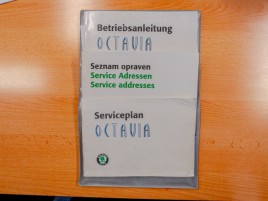 Betriebsanleitung
OCTAVIA
Seznam opraven
Service Adressen
Service addresses
Serviceplan
OCTAVIA